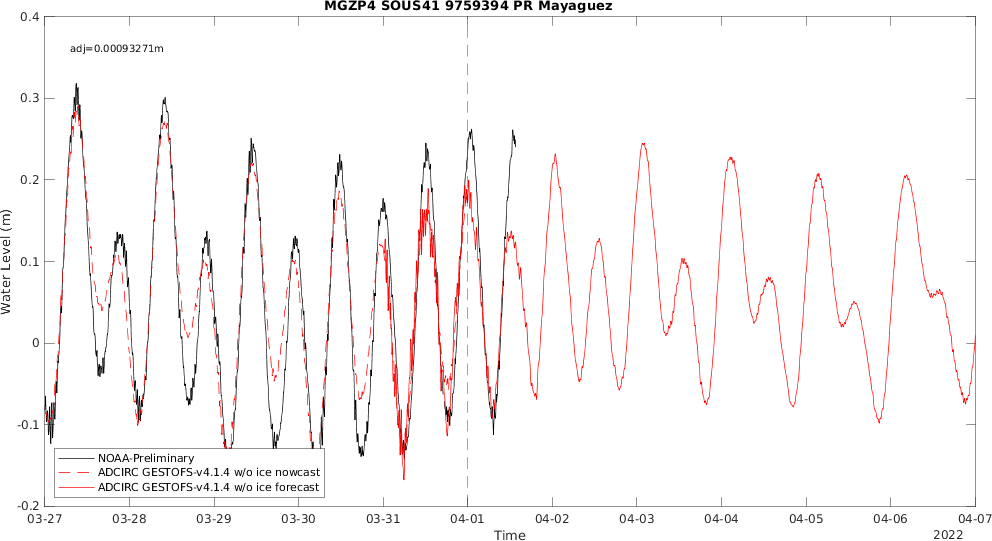 MGZP4 SOUS41 9759394 PR Mayaguez
adj=0.00093271m
Water Level (m)
0.4
0.3
0.2
0.1
0
-0.1
-0.2
NOAA-Preliminary
ADCIRC GESTOFS-v4.1.4 w/o ice nowcast
ADCIRC GESTOFS-v4.1.4 w/o ice forecast
03-27 03-28 03-29 03-30 03-31 04-01 04-02 04-03 04-04 04-05 04-06 04-07
Time
2022